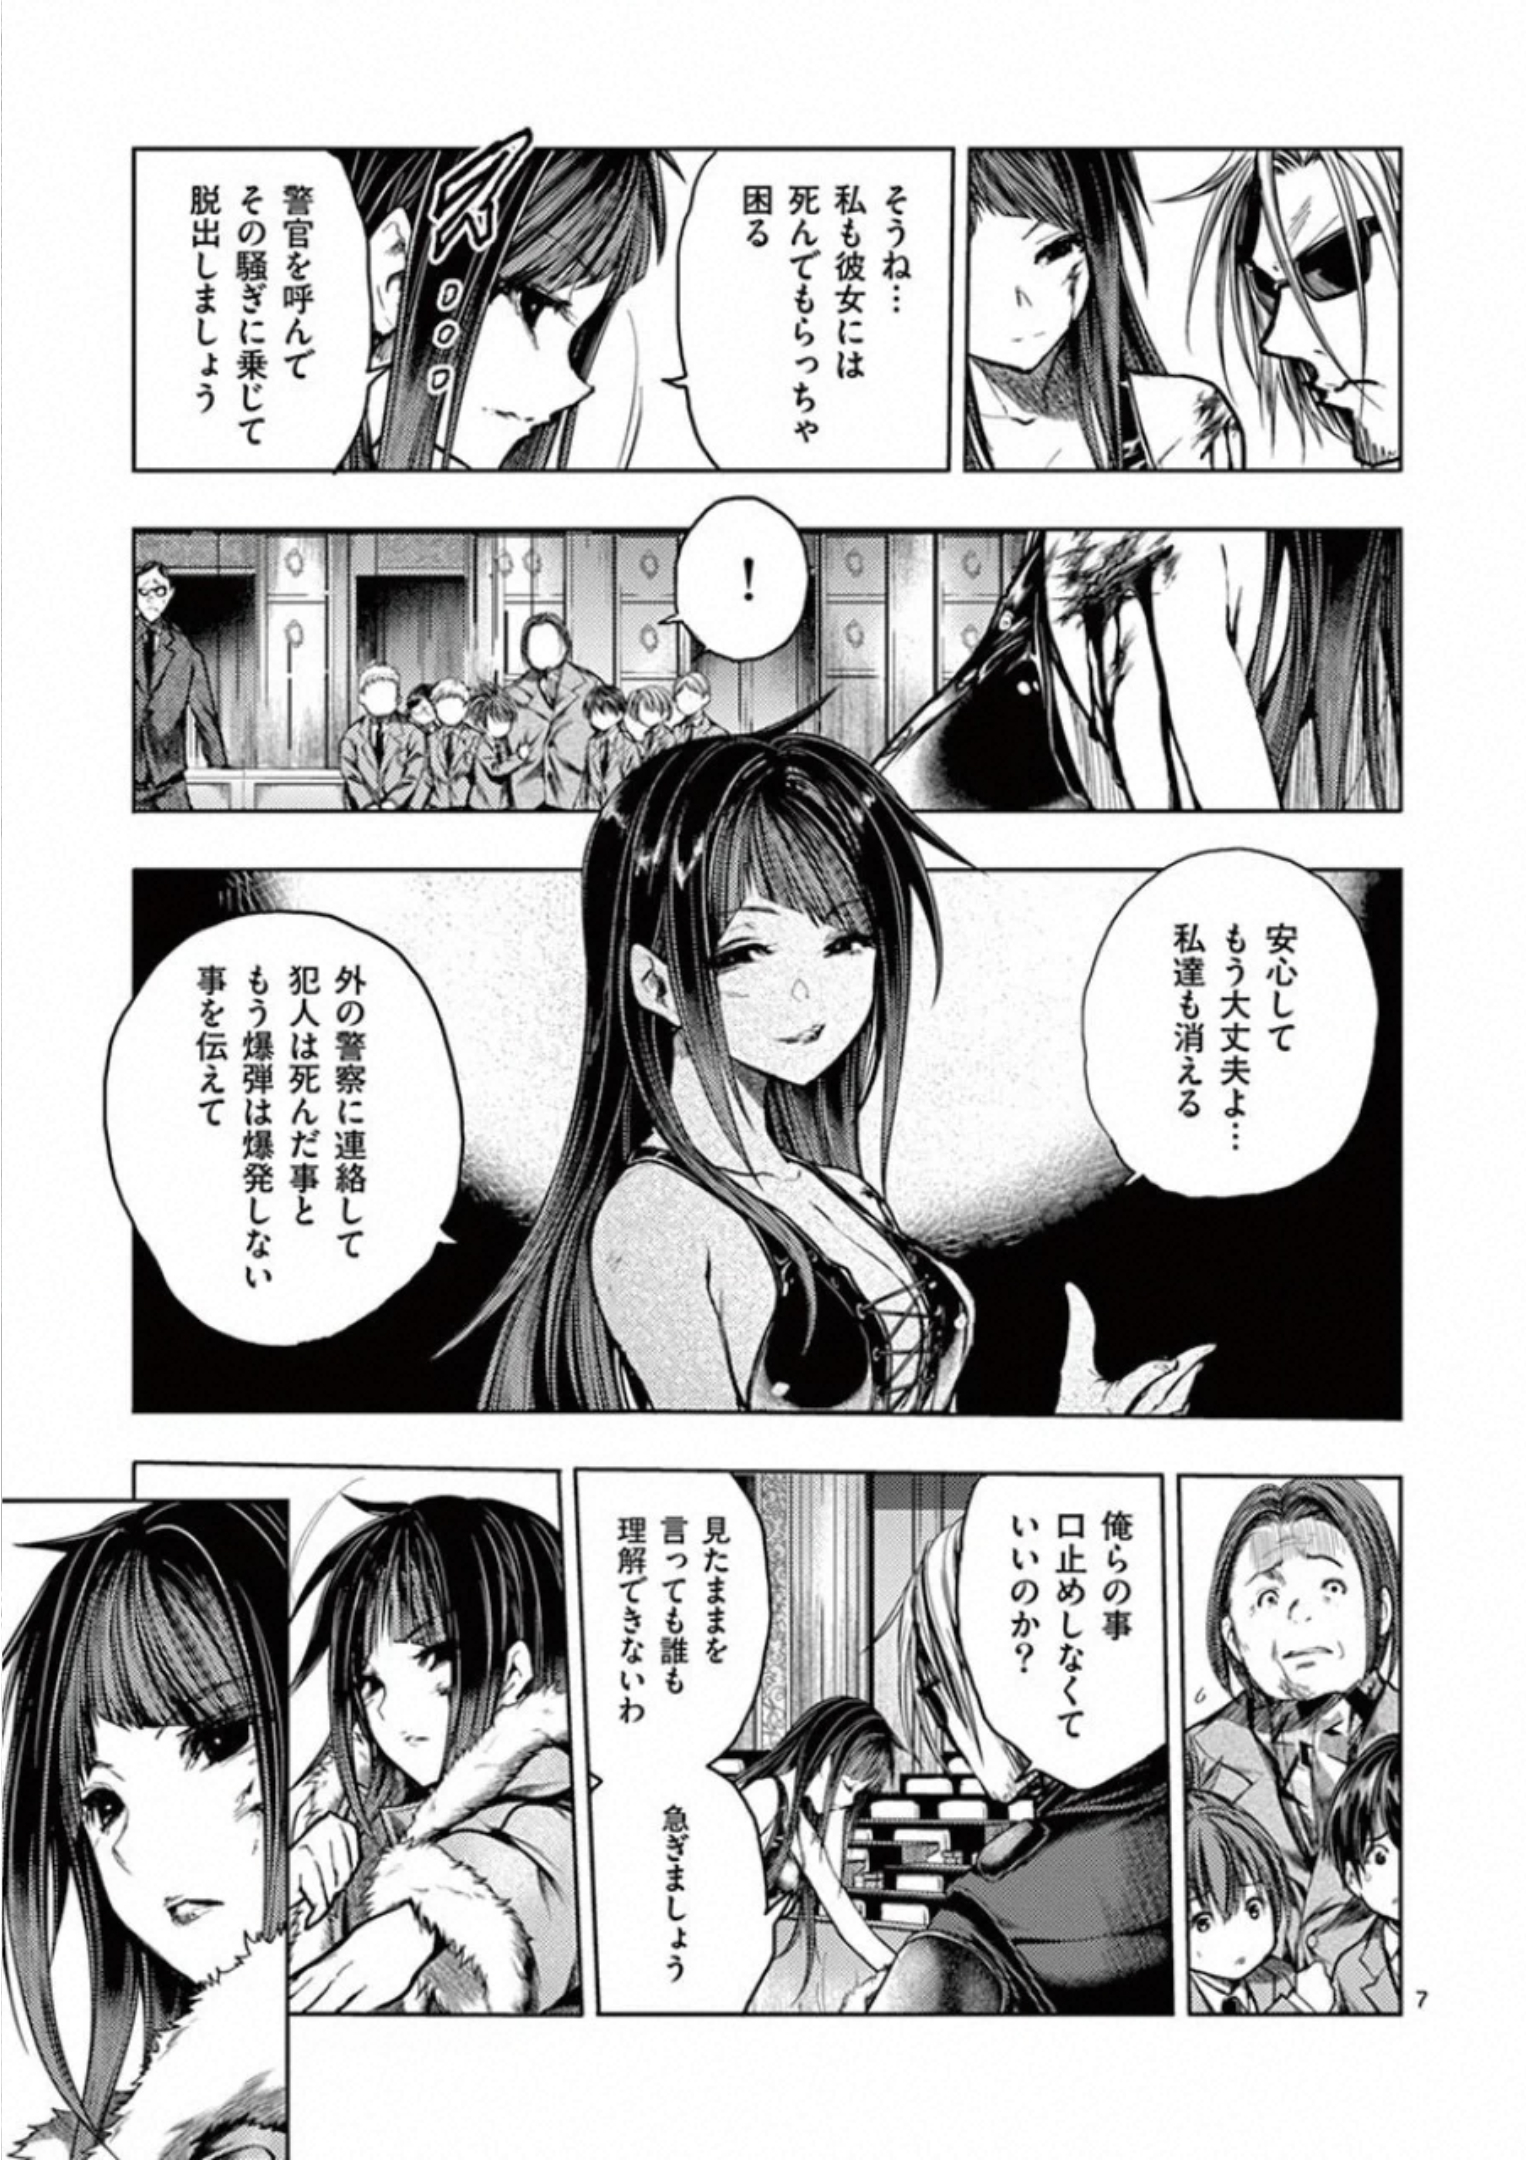 そうね…
私も彼女には
死んでもらっちゃ
困る
警官を呼んで
その騒ぎに乗じて
脱出しましょう
！
安心して
もう大丈夫よ…
私達も消える
外の警察に連絡して
犯人は死んだ事と
もう爆弾は爆発しない
事を伝えて
俺らの事
口止めしなくて
いいのか？
見たままを
言っても誰も
理解できないわ
急ぎましょう
7